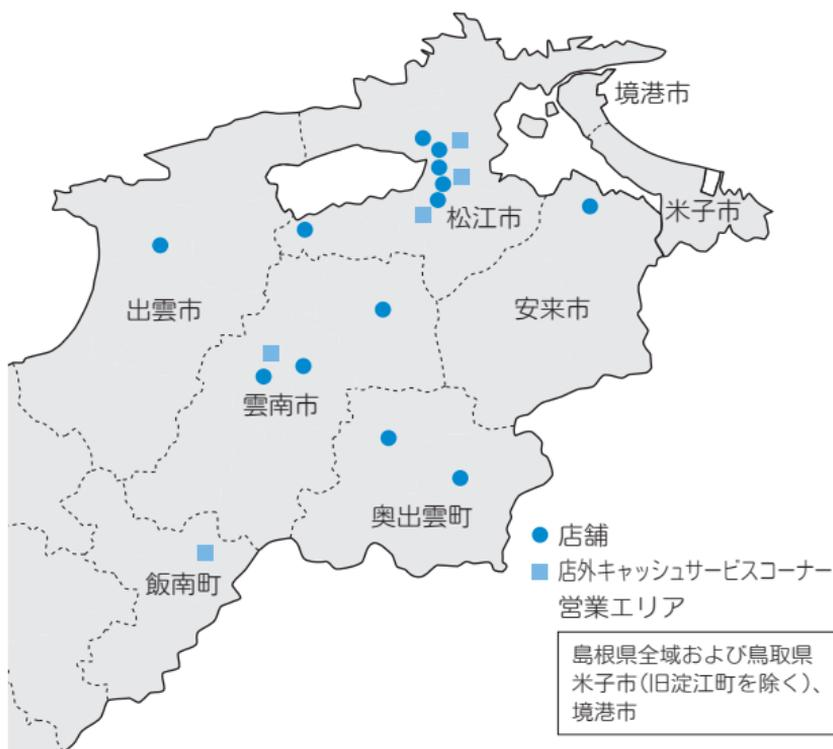 境港市
米子市
松江市
出雲市
安来市
雲南市
奥出雲町
飯南町
店舗
店外キャッシュサービスコーナー
営業エリア
島根県全域および鳥取県
米子市(旧淀江町を除く)、
境港市